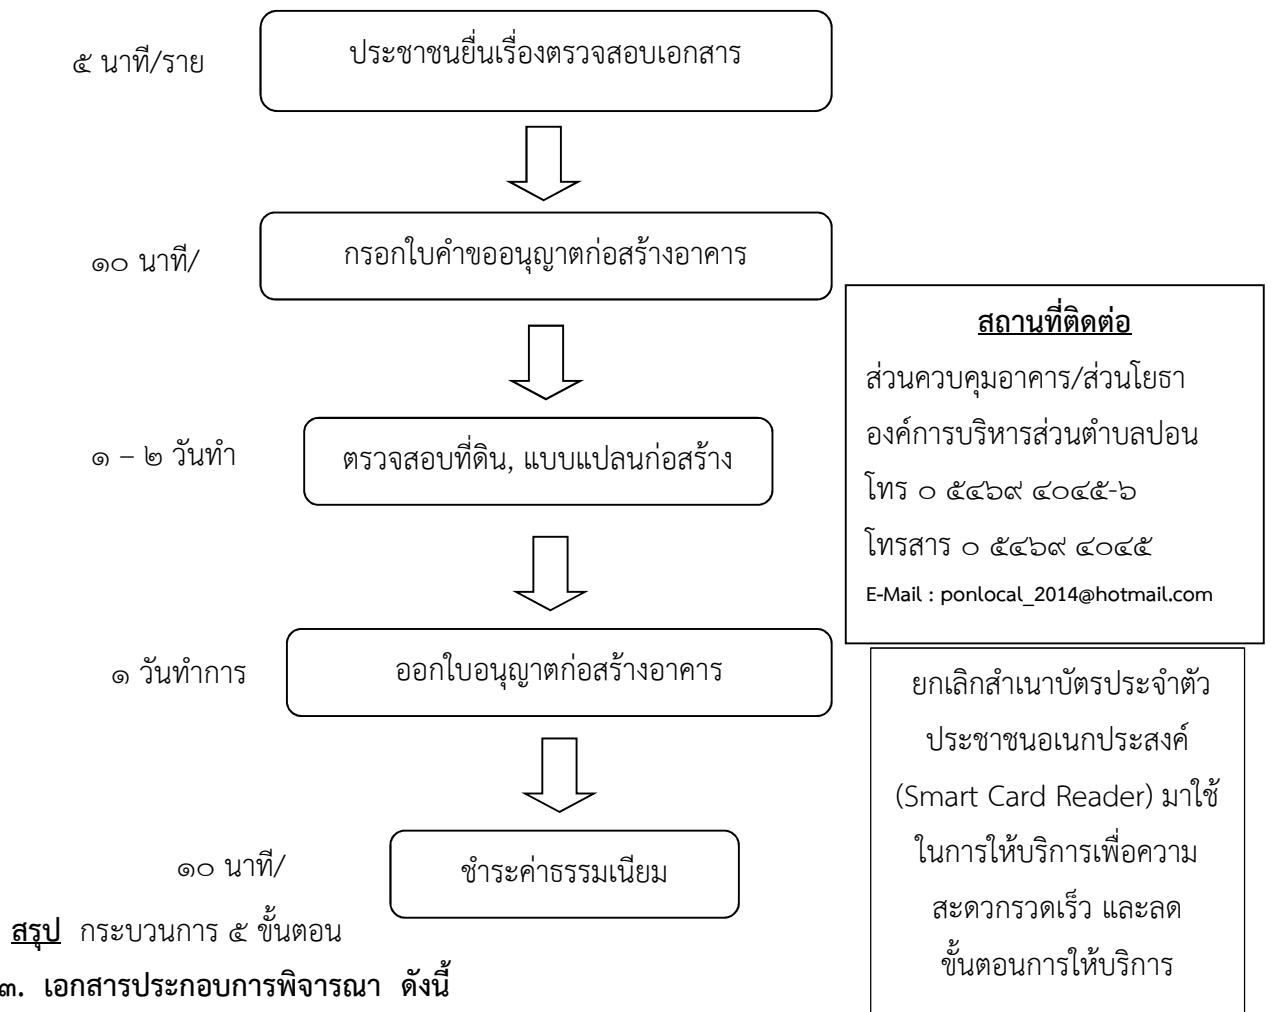 ๕ นาที/ราย
ประชาชนยื่นเรื่องตรวจสอบเอกสาร
๑๐ นาที/
กรอกใบคำขออนุญาตก่อสร้างอาคาร
๑ – ๒ วันทำ
ตรวจสอบที่ดิน, แบบแปลนก่อสร้าง
๑ วันทำการ
ออกใบอนุญาตก่อสร้างอาคาร
๑๐ นาที/
ชำระค่าธรรมเนียม
สถานที่ติดต่อ
ส่วนควบคุมอาคาร/ส่วนโยธา
องค์การบริหารส่วนตำบลปอน
โทร ๐ ๕๔๖๙ ๔๐๔๕-๖
โทรสาร ๐ ๕๔๖๙ ๔๐๔๕
E-Mail : ponlocal_2014@hotmail.com
ยกเลิกสำเนาบัตรประจำตัว
ประชาชนอเนกประสงค์
(Smart Card Reader) มาใช้
ในการให้บริการเพื่อความ
สะดวกรวดเร็ว และลด
ขั้นตอนการให้บริการ
สรุป กระบวนการ ๕ ขั้นตอน
๓. เอกสารประกอบการพิจารณา ดังนี้